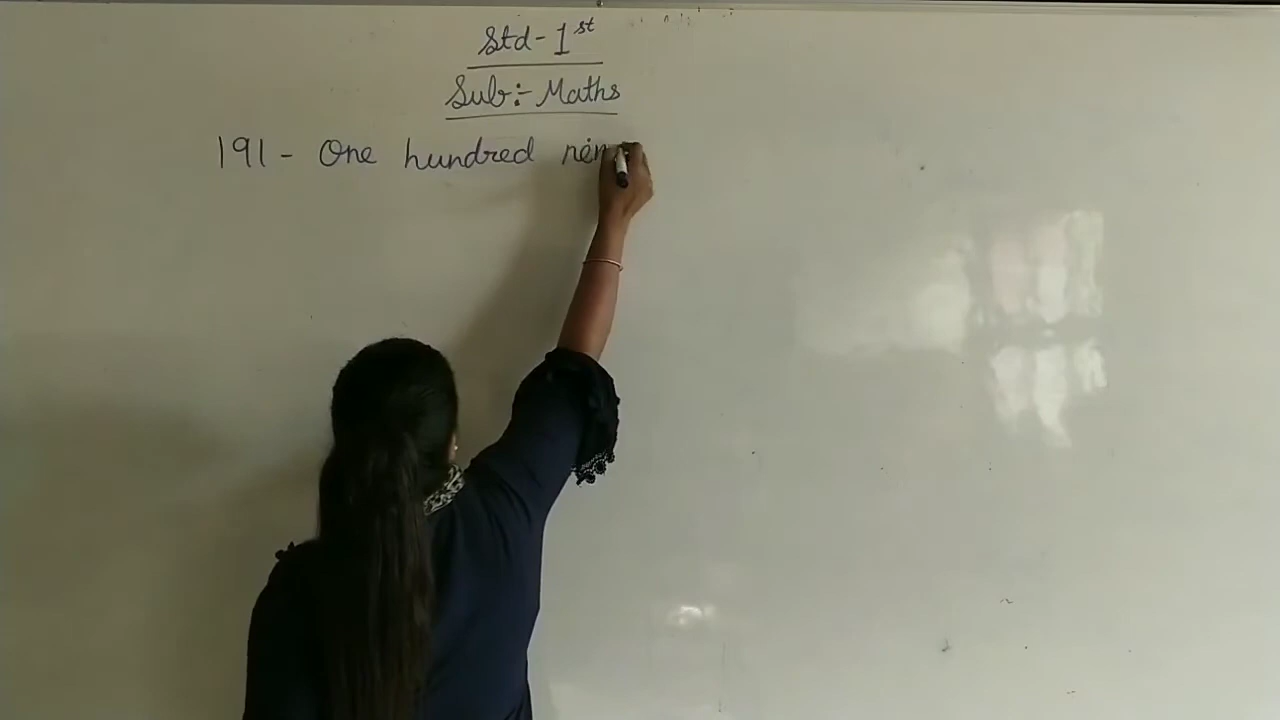 Std - 1st
Sub :- Maths
191 - One hundred nin